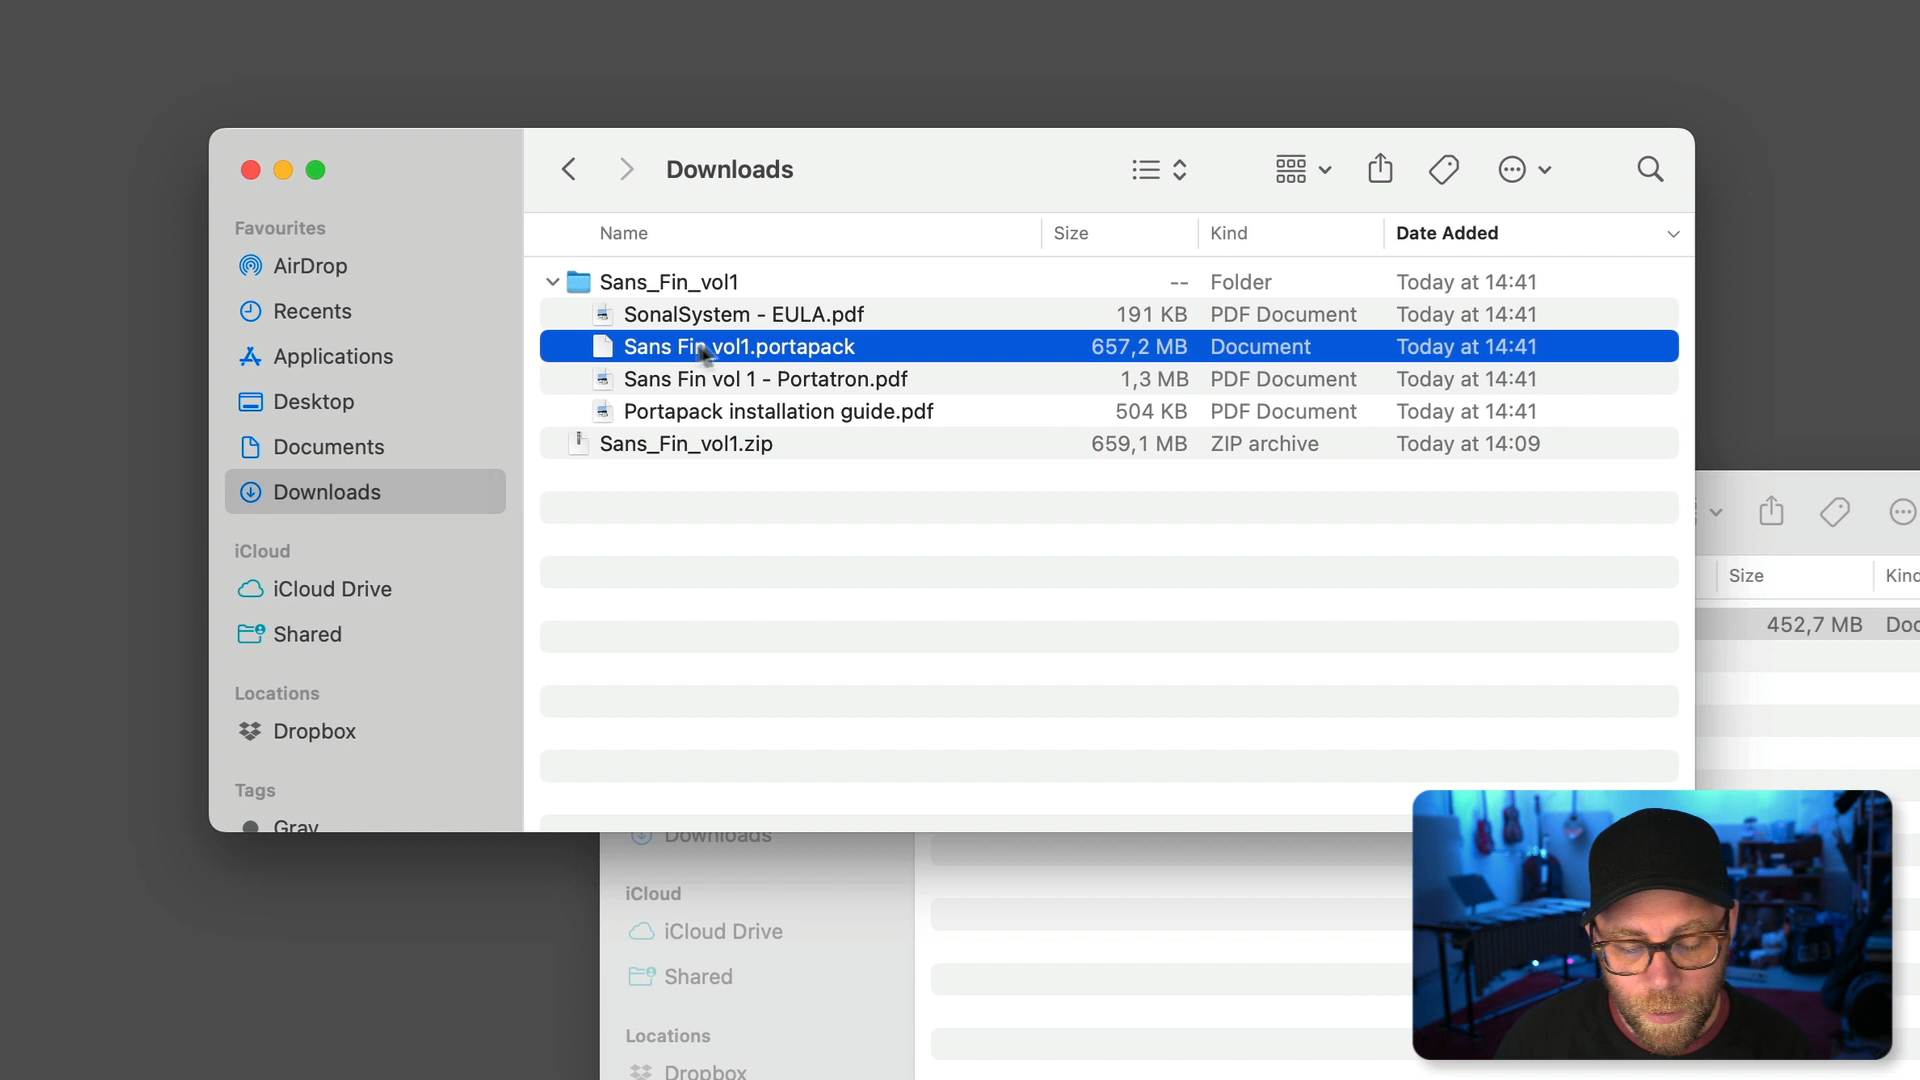 Downloads
Favourites
AirDrop
Recents
Applications
Desktop
Documents
Downloads
iCloud
iCloud Drive
Shared
Locations
Dropbox
Tags
Gray
Name Size Kind Date Added
Sans_Fin_vol1 -- Folder Today at 14:41
SonalSystem - EULA.pdf 191 KB PDF Document Today at 14:41
Sans Fin vol1.portapack 657,2 MB Document Today at 14:41
Sans Fin vol 1 - Portatron.pdf 1,3 MB PDF Document Today at 14:41
Portapack installation guide.pdf 504 KB PDF Document Today at 14:41
Sans_Fin_vol1.zip 659,1 MB ZIP archive Today at 14:09
Size Kind
452,7 MB Doc
Downloads
iCloud
iCloud Drive
Shared
Locations
Dropbox